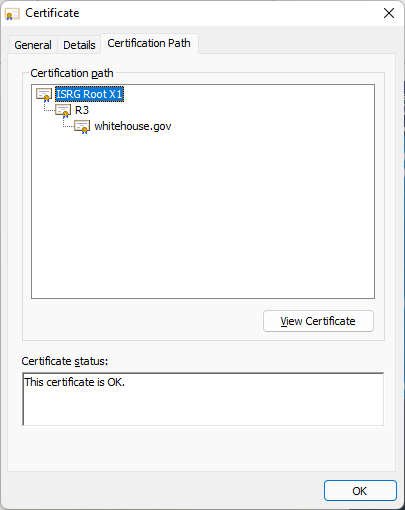 Certificate
General Details Certification Path
Certification path
ISRG Root X1
R3
whitehouse.gov
View Certificate
Certificate status:
This certificate is OK.
OK